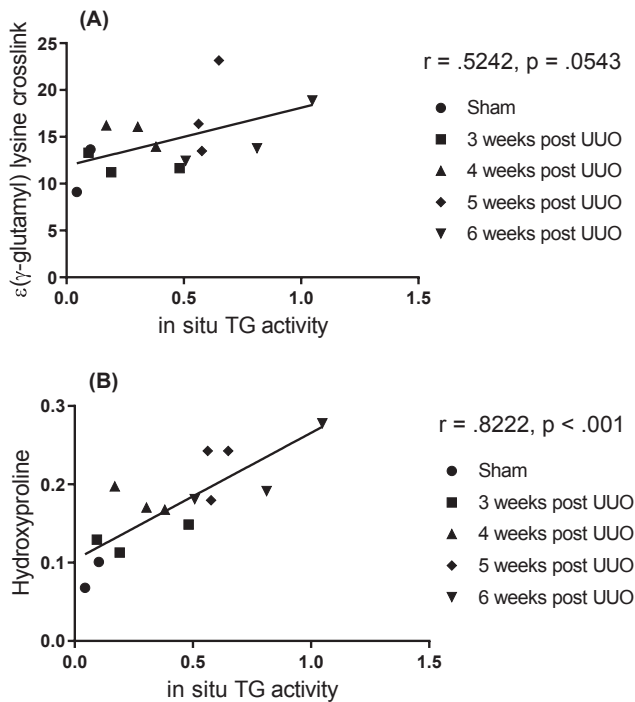 (A)
ε(γ-glutamyl) lysine crosslink
25
20
15
10
5
0
0.0
0.5
1.0
1.5
in situ TG activity
r = .5242, p = .0543
Sham
3 weeks post UUO
4 weeks post UUO
5 weeks post UUO
6 weeks post UUO
(B)
Hydroxyproline
0.3
0.2
0.1
0.0
0.0
0.5
1.0
1.5
in situ TG activity
r = .8222, p < .001
Sham
3 weeks post UUO
4 weeks post UUO
5 weeks post UUO
6 weeks post UUO